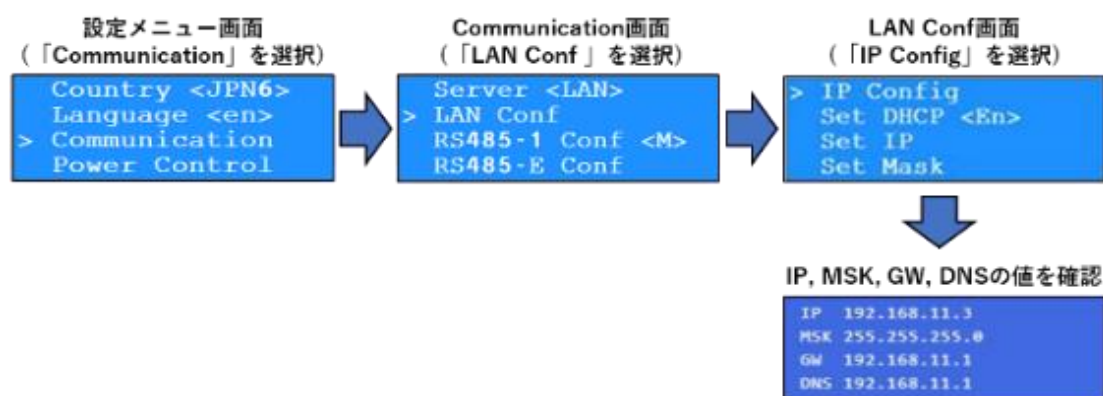 設定メニュー画面
（「Communication」を選択）
Country <JPN6>
Language <en>
> Communication
Power Control
Communication画面
（「LAN Conf 」を選択）
Server <LAN>
> LAN Conf
RS485-1 Conf <M>
RS485-E Conf
LAN Conf画面
（「IP Config」を選択）
> IP Config
Set DHCP <En>
Set IP
Set Mask
IP, MSK, GW, DNSの値を確認
IP 192.168.11.3
MSK 255.255.255.0
GW 192.168.11.1
DNS 192.168.11.1